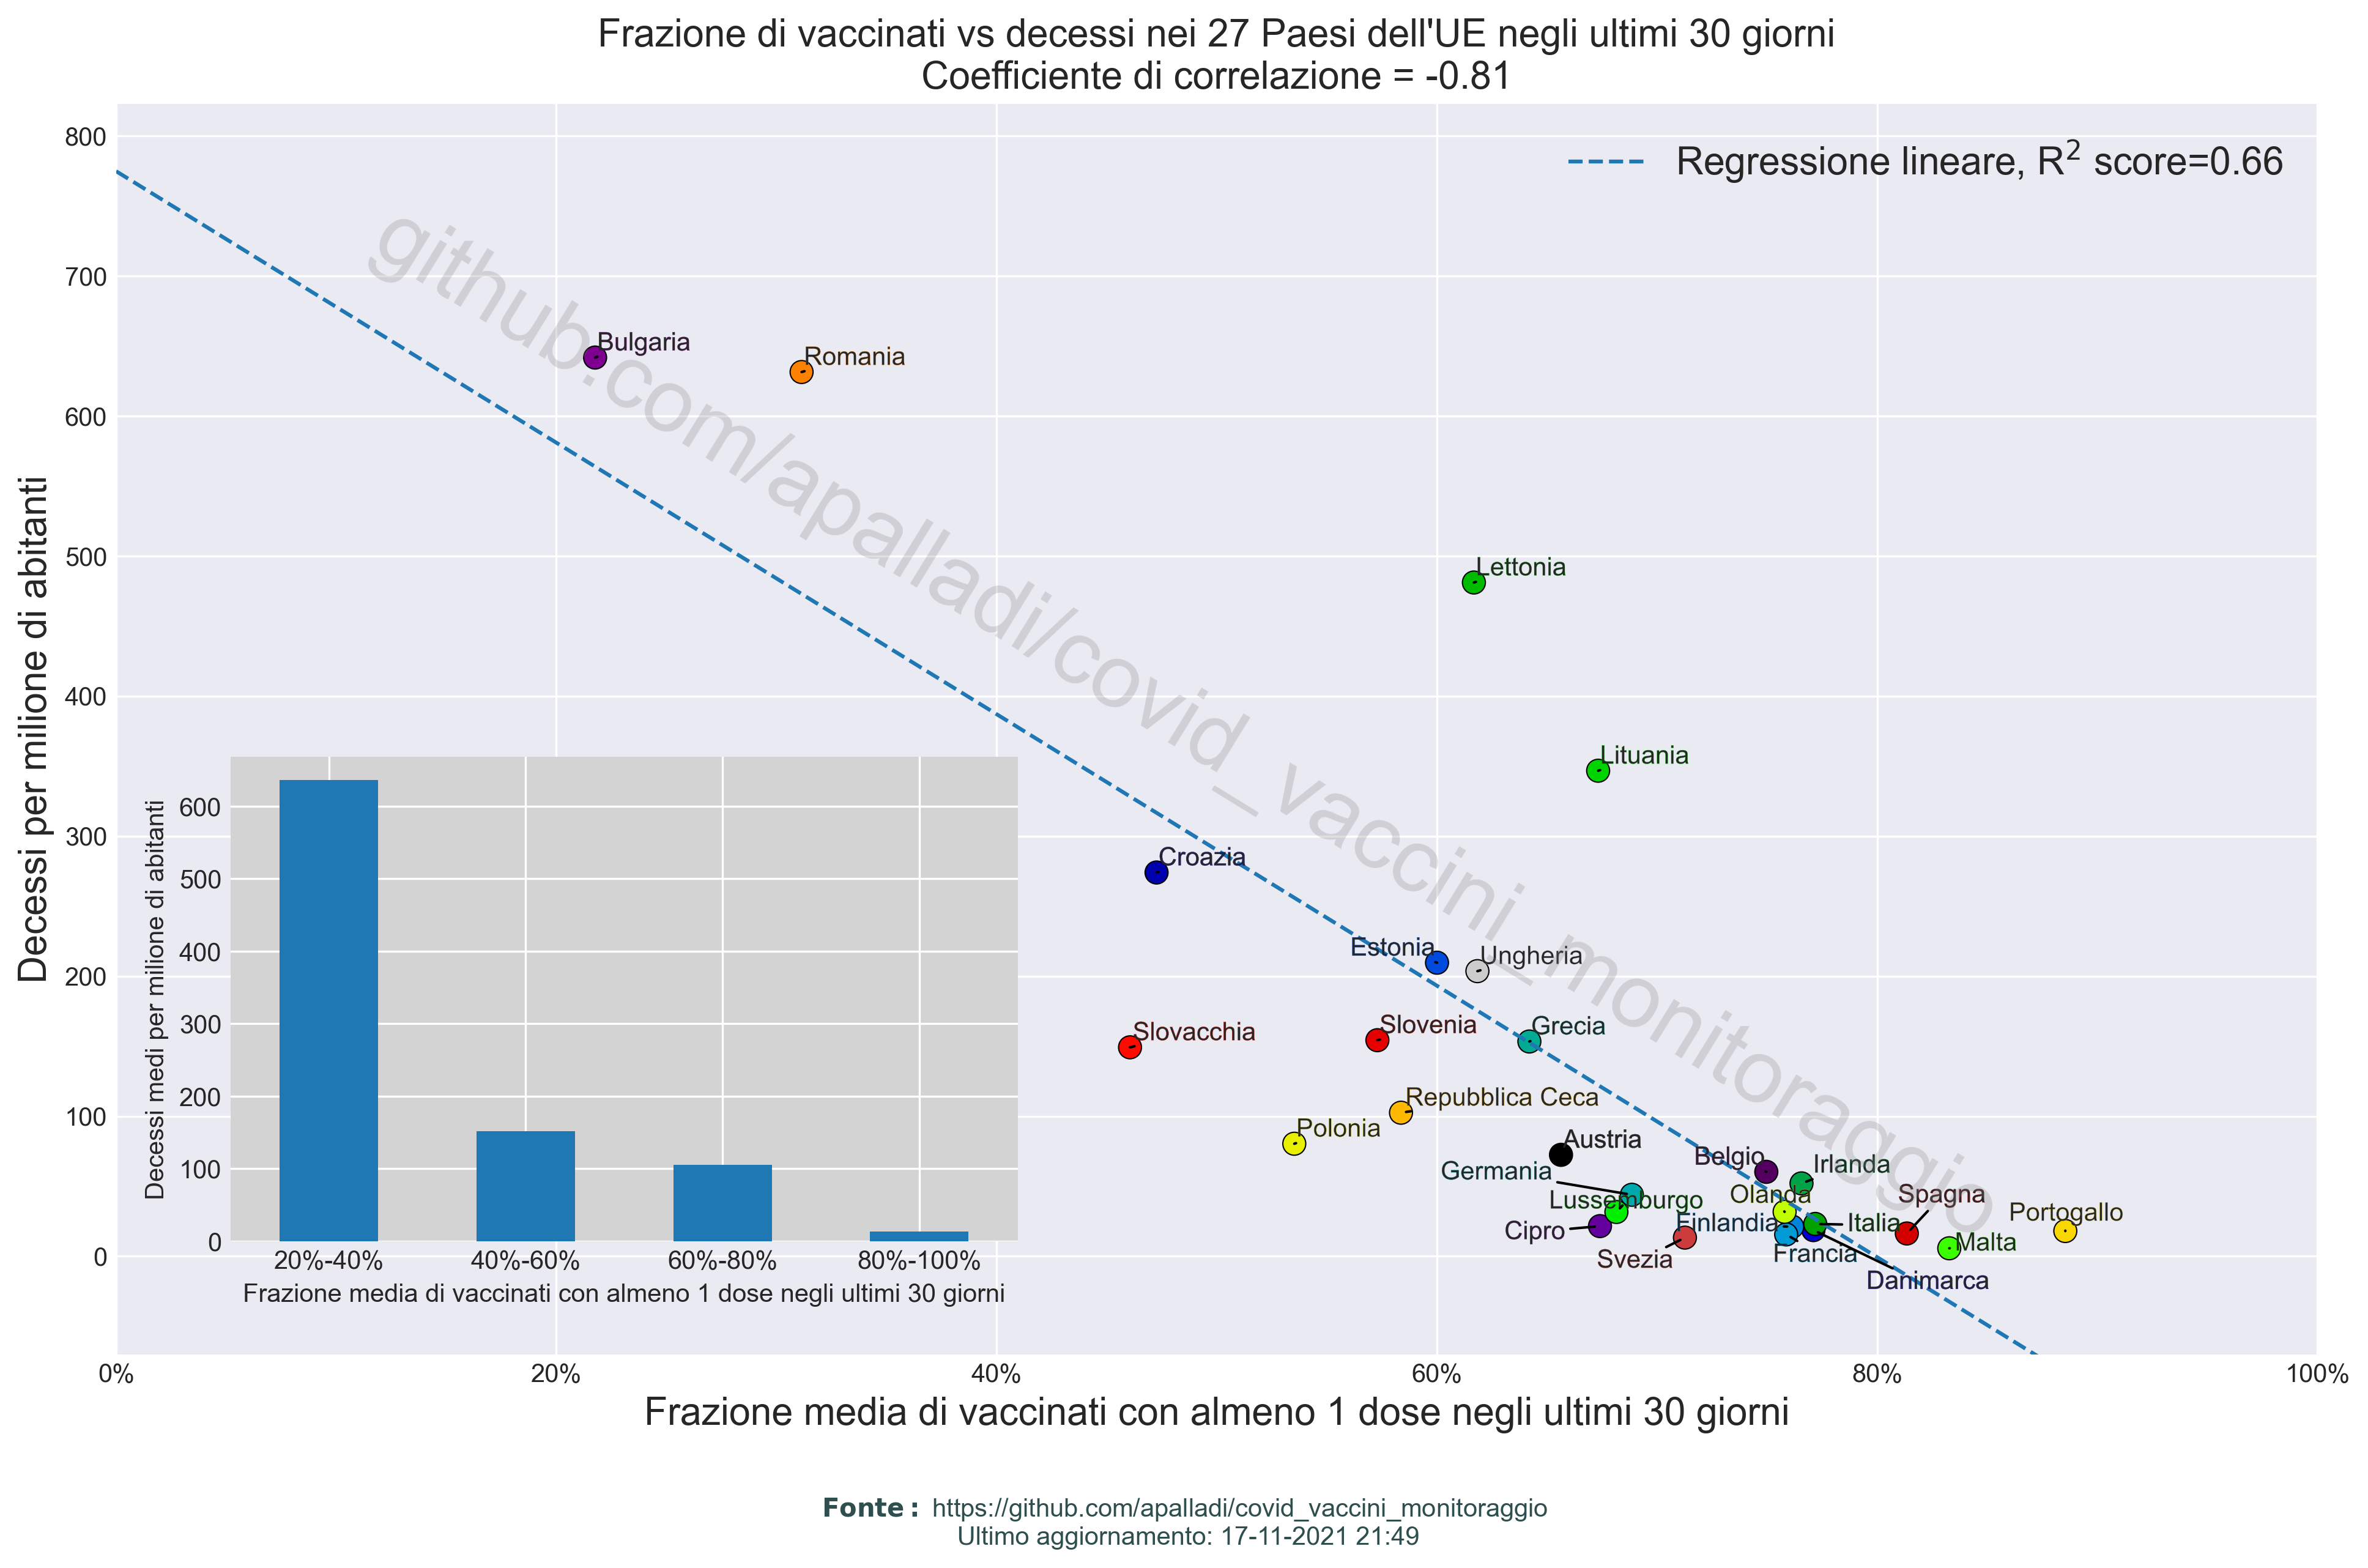 Frazione di vaccinati vs decessi nei 27 Paesi dell'UE negli ultimi 30 giorni
Coefficiente di correlazione = -0.81
Regressione lineare, R² score=0.66
800
700
600
500
400
300
200
100
0
Decessi per milione di abitanti
github.com/apalladi/covid_vaccini_monitoraggio
Bulgaria
Romania
Lettonia
Lituania
Croazia
Estonia
Ungheria
Slovacchia
Slovenia
Grecia
Repubblica Ceca
Polonia
Austria
Belgio
Irlanda
Germania
Lussemburgo
Olanda
Spagna
Portogallo
Cipro
Finlandia
Italia
Svezia
Francia
Malta
Danimarca
600
500
400
300
200
100
0
Decessi medi per milione di abitanti
20%-40% 40%-60% 60%-80% 80%-100%
Frazione media di vaccinati con almeno 1 dose negli ultimi 30 giorni
0% 20% 40% 60% 80% 100%
Frazione media di vaccinati con almeno 1 dose negli ultimi 30 giorni
Fonte: https://github.com/apalladi/covid_vaccini_monitoraggio
Ultimo aggiornamento: 17-11-2021 21:49